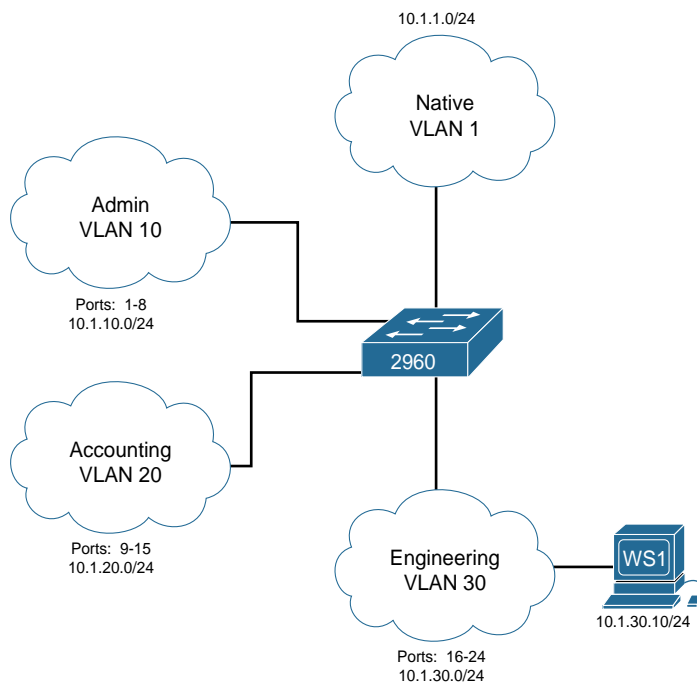 10.1.1.0/24
Native
VLAN 1
Admin
VLAN 10
Ports: 1-8
10.1.10.0/24
2960
Accounting
VLAN 20
Ports: 9-15
10.1.20.0/24
Engineering
VLAN 30
Ports: 16-24
10.1.30.0/24
WS1
10.1.30.10/24